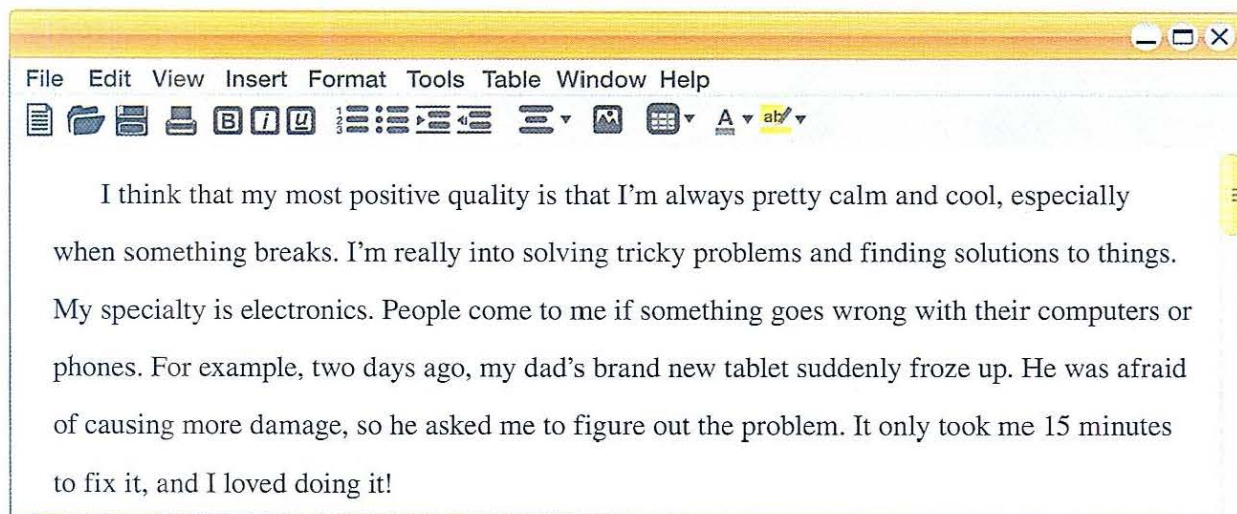 File Edit View Insert Format Tools Table Window Help
1 2 3 B i u A ab
I think that my most positive quality is that I’m always pretty calm and cool, especially
when something breaks. I’m really into solving tricky problems and finding solutions to things.
My specialty is electronics. People come to me if something goes wrong with their computers or
phones. For example, two days ago, my dad’s brand new tablet suddenly froze up. He was afraid
of causing more damage, so he asked me to figure out the problem. It only took me 15 minutes
to fix it, and I loved doing it!